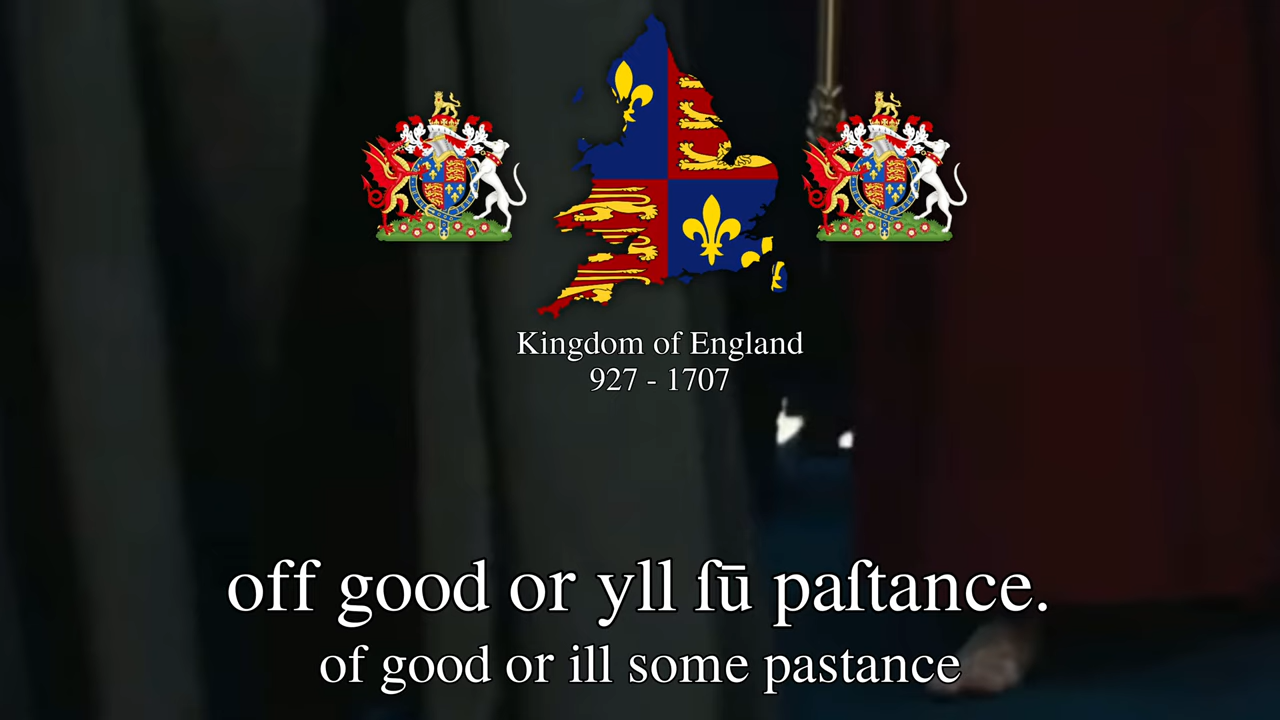 Kingdom of England
927 - 1707
off good or yll ſū paſtance.
of good or ill some pastance